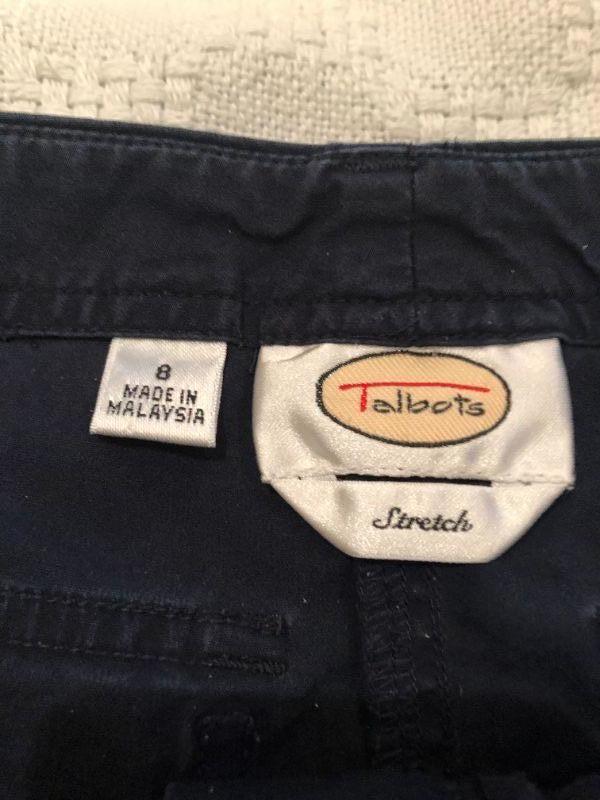 8
MADE IN
MALAYSIA
Talbots
Stretch